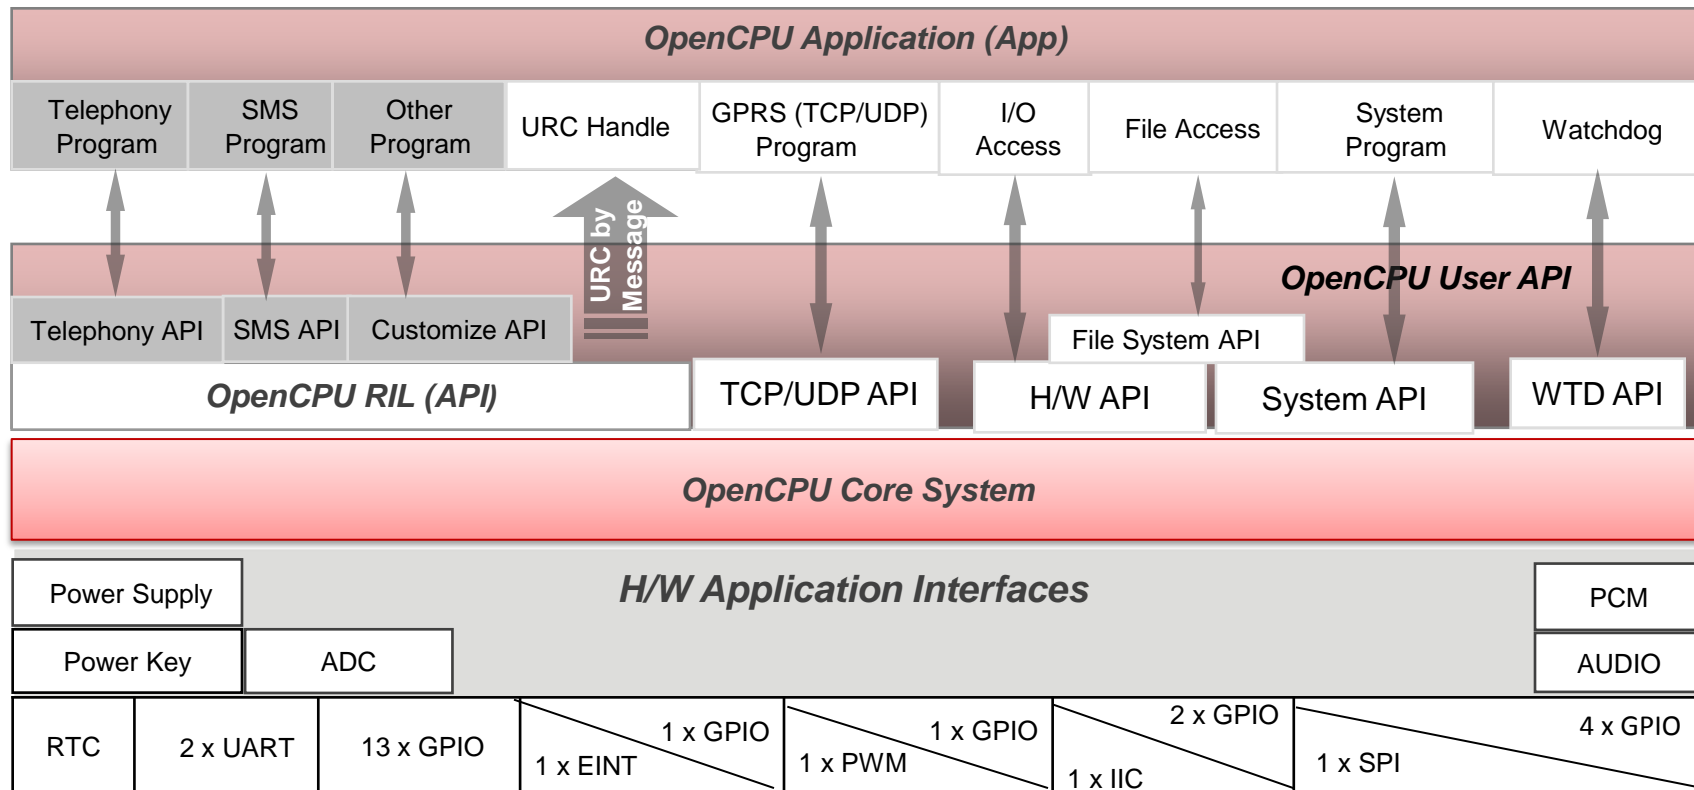 OpenCPU Application (App)
Telephony
Program
SMS
Program
Other
Program
URC Handle
GPRS (TCP/UDP)
Program
I/O
Access
File Access
System
Program
Watchdog
URC by
Message
OpenCPU User API
Telephony API
SMS API
Customize API
File System API
OpenCPU RIL (API)
TCP/UDP API
H/W API
System API
WTD API
OpenCPU Core System
H/W Application Interfaces
Power Supply
PCM
Power Key
ADC
AUDIO
RTC
2 x UART
13 x GPIO
1 x EINT
1 x GPIO
1 x PWM
1 x GPIO
1 x IIC
2 x GPIO
1 x SPI
4 x GPIO